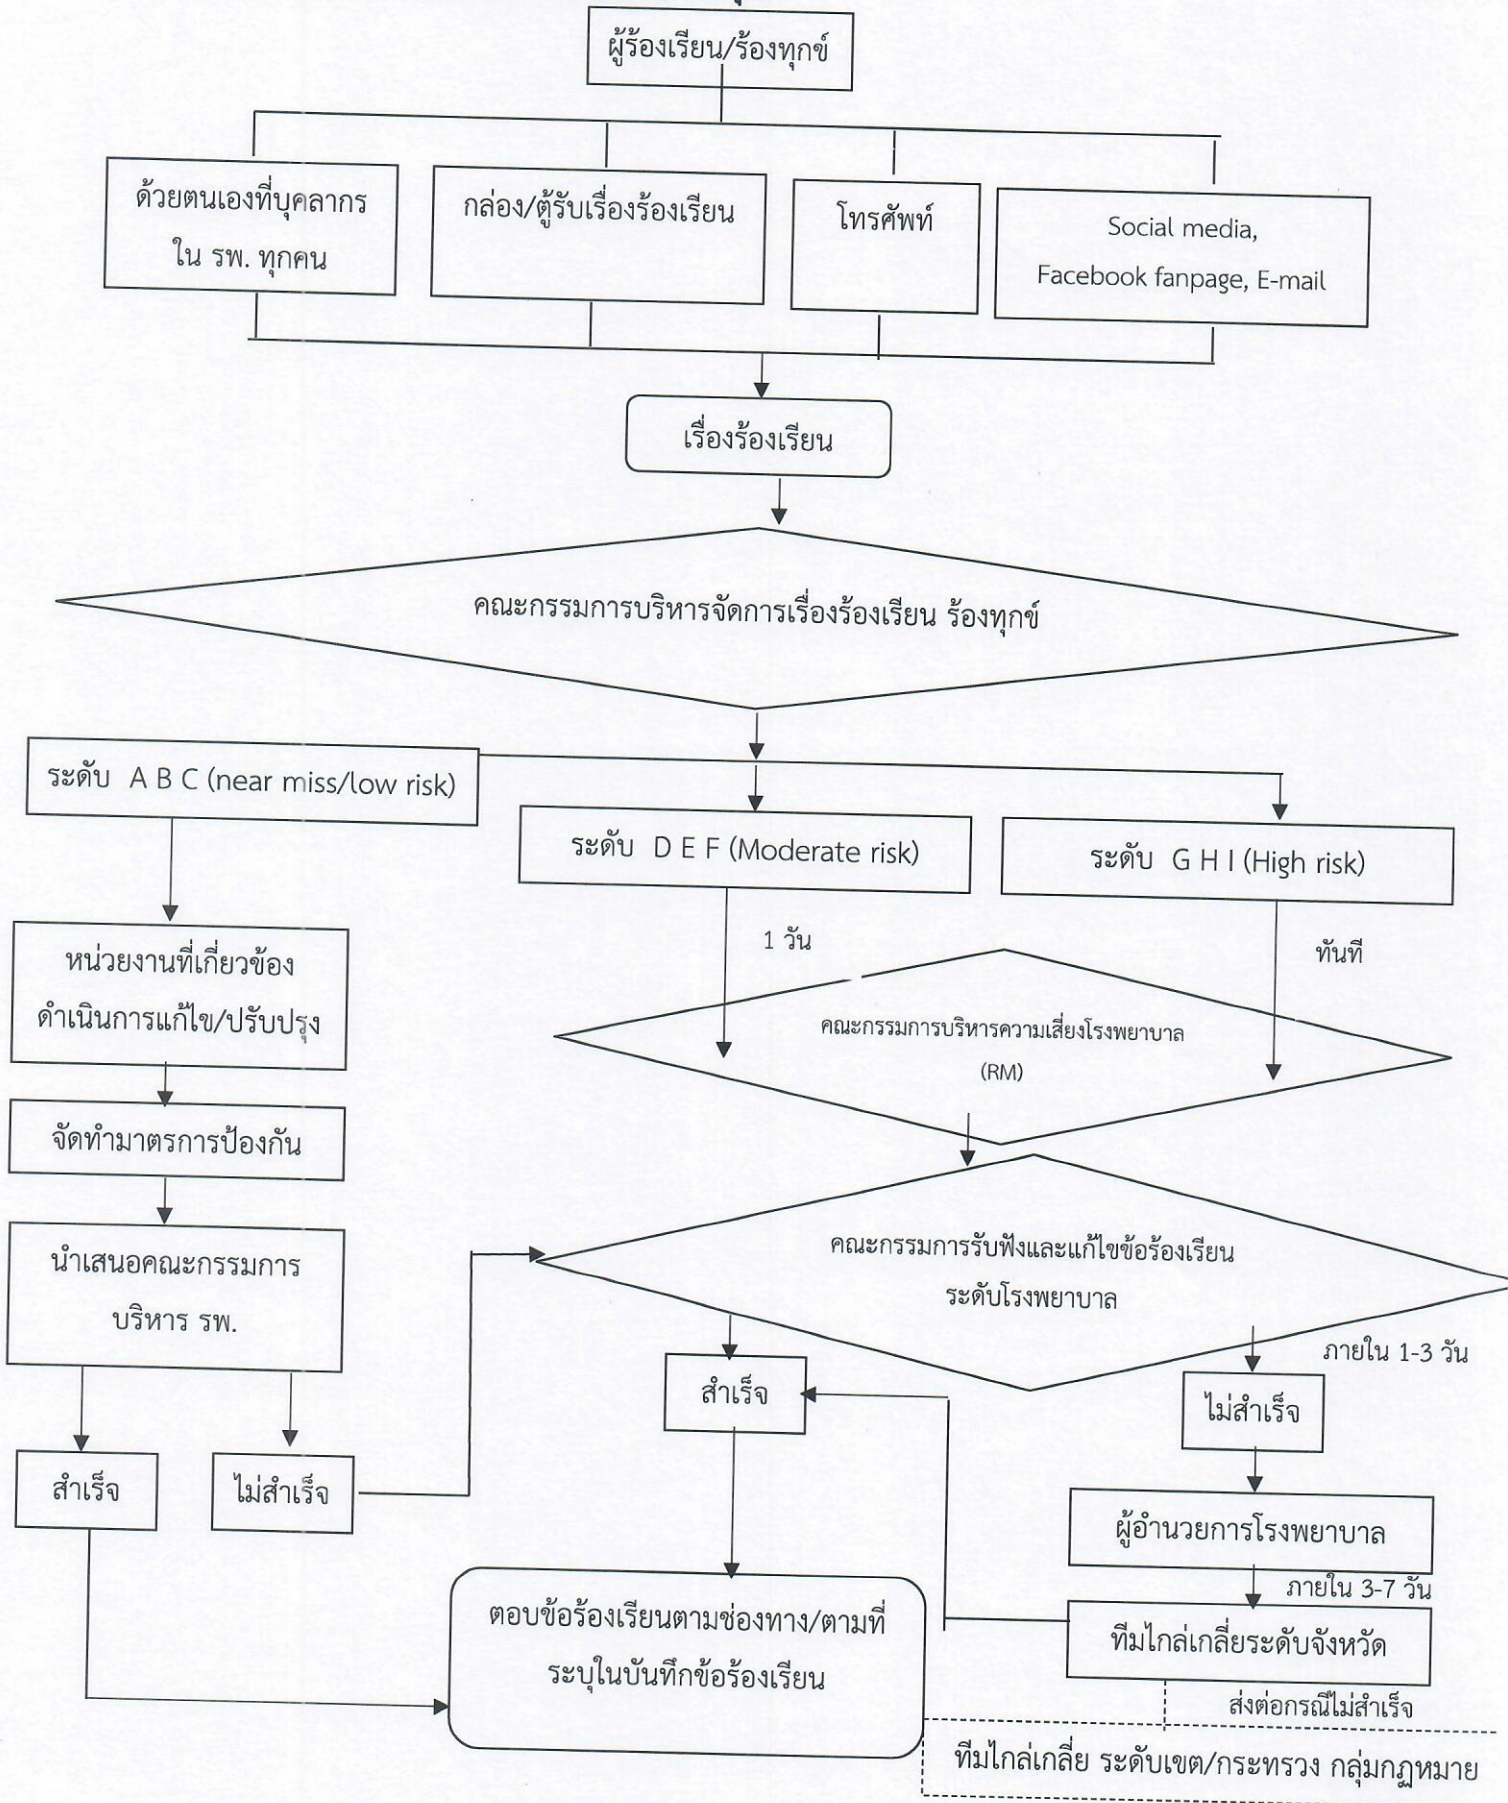 ผู้ร้องเรียน/ร้องทุกข์
ด้วยตนเองที่บุคลากร
ใน รพ. ทุกคน
กล่อง/ตู้รับเรื่องร้องเรียน
โทรศัพท์
Social media,
Facebook fanpage, E-mail
เรื่องร้องเรียน
คณะกรรมการบริหารจัดการเรื่องร้องเรียน ร้องทุกข์
ระดับ A B C (near miss/low risk)
ระดับ D E F (Moderate risk)
ระดับ G H I (High risk)
1 วัน
ทันที
หน่วยงานที่เกี่ยวข้อง
ดำเนินการแก้ไข/ปรับปรุง
คณะกรรมการบริหารความเสี่ยงโรงพยาบาล
(RM)
จัดทำมาตรการป้องกัน
นำเสนอคณะกรรมการ
บริหาร รพ.
คณะกรรมการรับฟังและแก้ไขข้อร้องเรียน
ระดับโรงพยาบาล
ภายใน 1-3 วัน
สำเร็จ
ไม่สำเร็จ
สำเร็จ
ไม่สำเร็จ
ผู้อำนวยการโรงพยาบาล
ภายใน 3-7 วัน
ทีมไกล่เกลี่ยระดับจังหวัด
ตอบข้อร้องเรียนตามช่องทาง/ตามที่
ระบุในบันทึกข้อร้องเรียน
ส่งต่อกรณีไม่สำเร็จ
ทีมไกล่เกลี่ย ระดับเขต/กระทรวง กลุ่มกฏหมาย